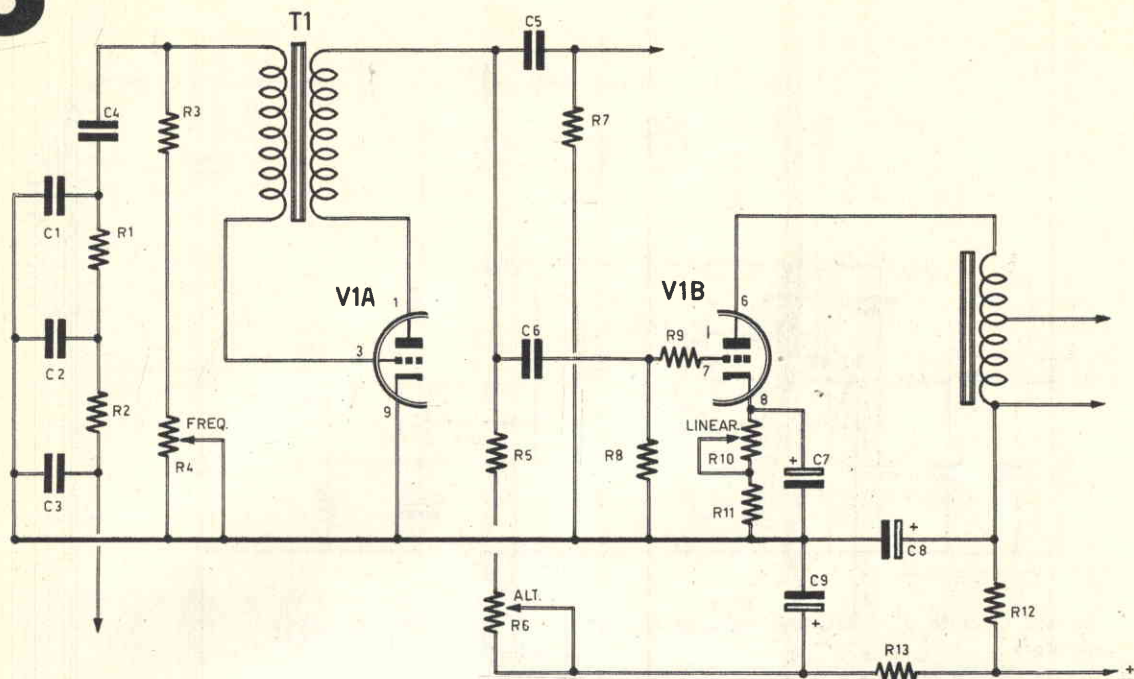 T1
C5
C4
R3
R7
C1
R1
V1A
1
V1B
6
3
C6
R9
1
7
C2
9
8
R2
FREQ.
R4
LINEAR.
R10
C7
R5
R8
C3
R11
+
+
C8
ALT.
R6
C9
+
R12
R13
+